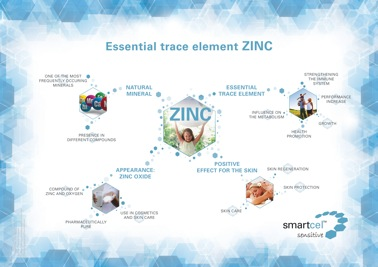 Essential trace element ZINC
ONE OF THE MOST
FREQUENTLY OCCURING
MINERALS
NATURAL
MINERAL
PRESENCE IN
DIFFERENT COMPOUNDS
ZINC
ESSENTIAL
TRACE ELEMENT
STRENGTHENING
THE IMMUNE
SYSTEM
PERFORMANCE
INCREASE
GROWTH
HEALTH
PROMOTION
INFLUENCE ON
THE METABOLISM
APPEARANCE:
ZINC OXIDE
COMPOUND OF
ZINC AND OXYGEN
PHARMACEUTICALLY
PURE
USE IN COSMETICS
AND SKIN CARE
POSITIVE
EFFECT FOR THE SKIN
SKIN REGENERATION
SKIN PROTECTION
SKIN CARE
smartcel™
sensitive